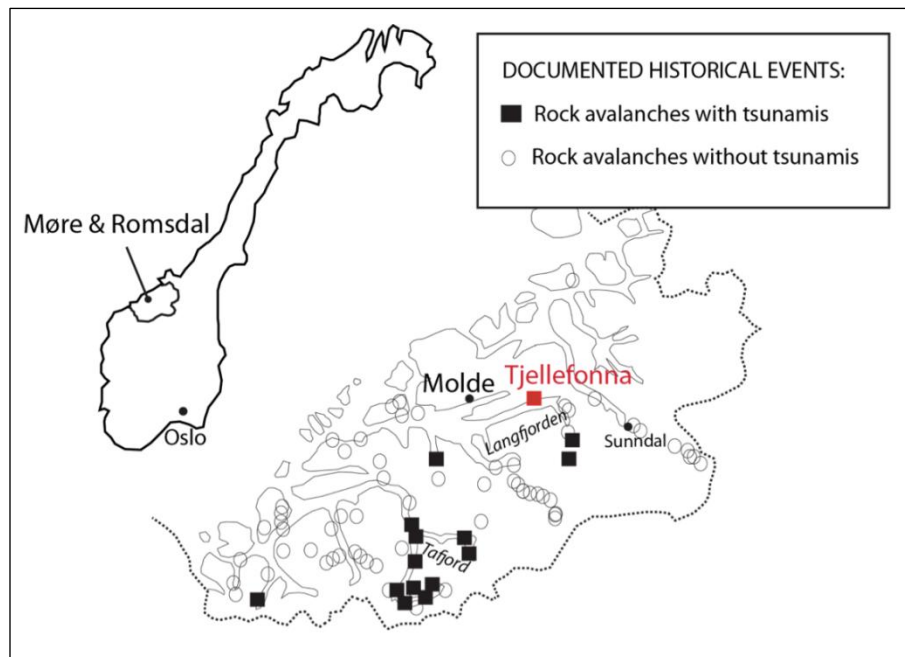 DOCUMENTED HISTORICAL EVENTS:
Rock avalanches with tsunamis
Rock avalanches without tsunamis
Møre & Romsdal
Oslo
Molde
Tjellefonna
Langfjorden
Sunndal
Tafjord